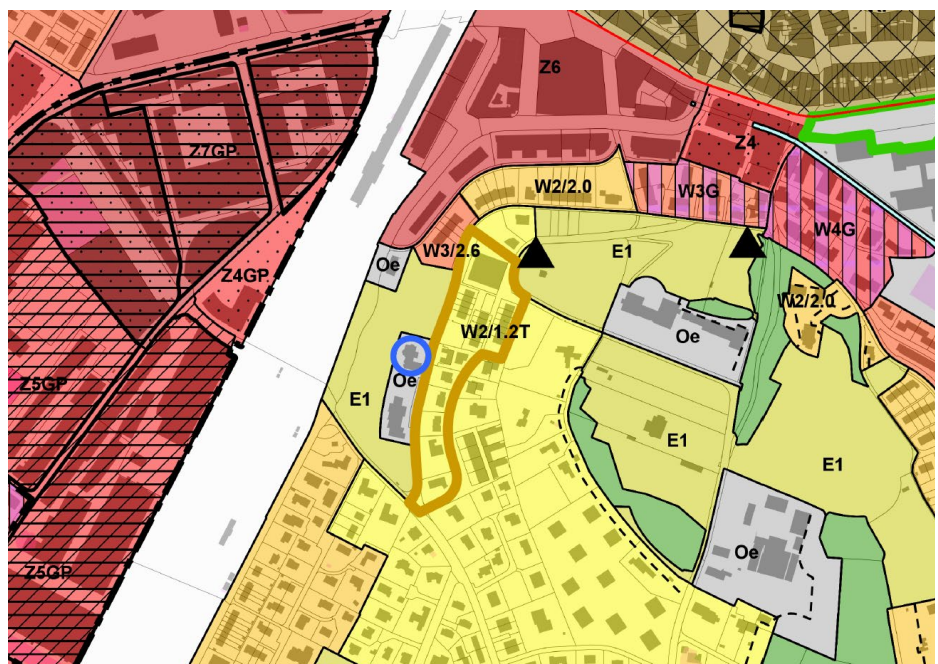 Z6
Z7GP
Z4
W2/2.0
W3G
W4G
W3/2.6
E1
Oe
Z4GP
W2/2.0
W2/1.2T
Oe
Z5GP
Oe
E1
E1
E1
Oe
Z5GP